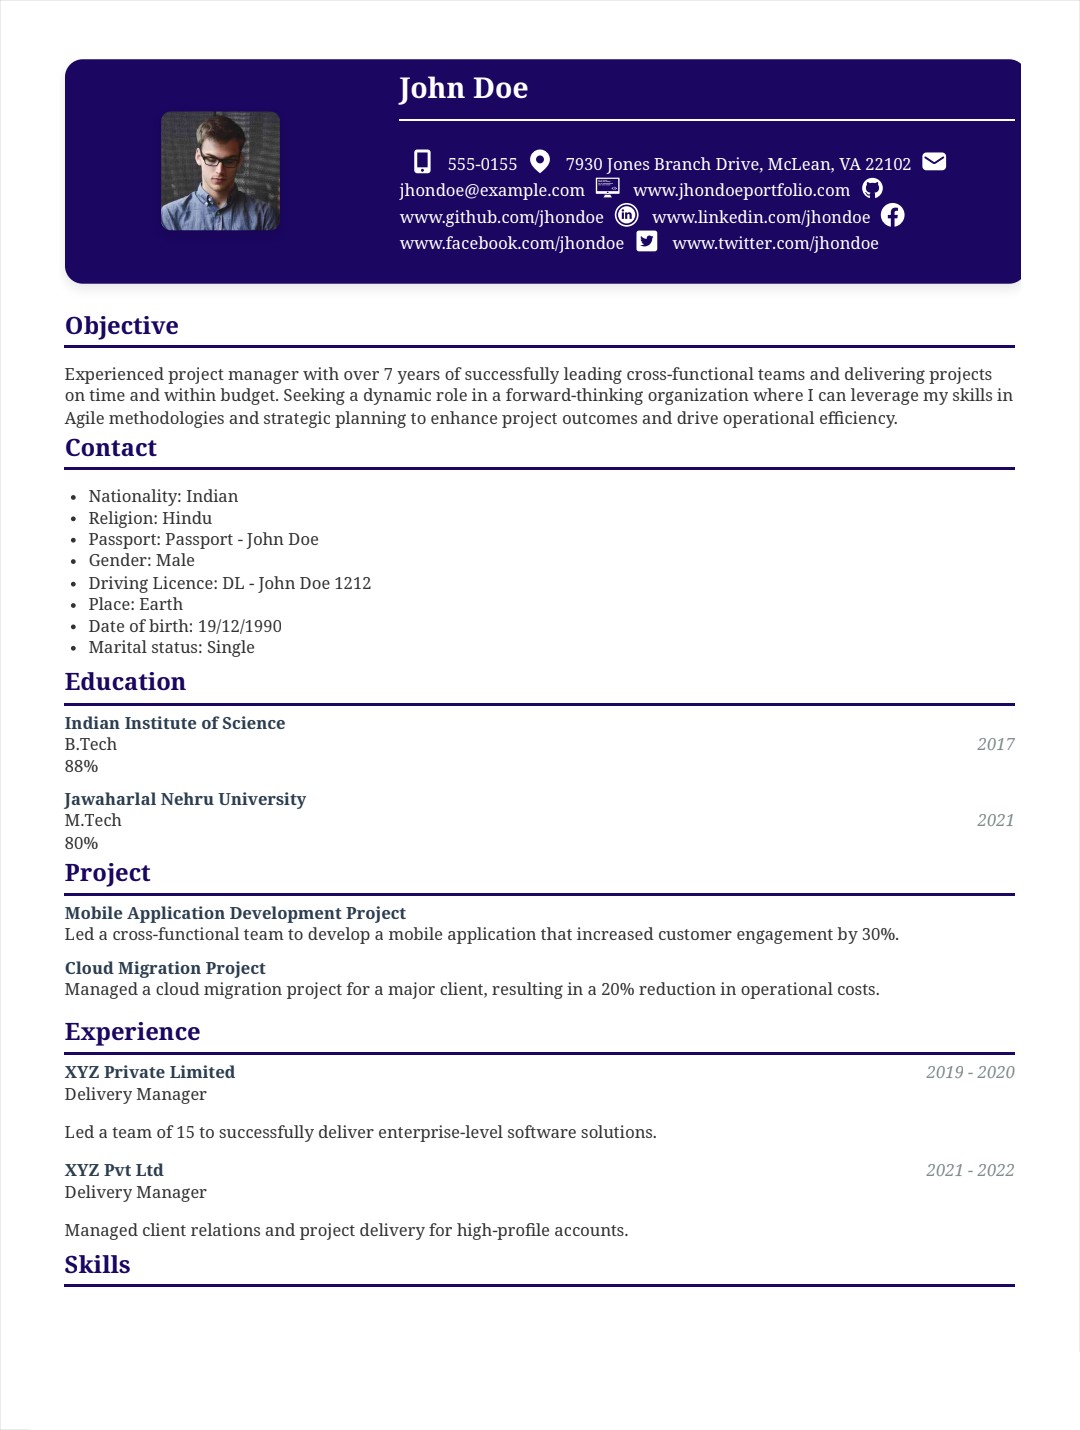 John Doe
555-0155 7930 Jones Branch Drive, McLean, VA 22102
jhondoe@example.com www.jhondoeportfolio.com
www.github.com/jhondoe www.linkedin.com/jhondoe
www.facebook.com/jhondoe www.twitter.com/jhondoe
Objective
Experienced project manager with over 7 years of successfully leading cross-functional teams and delivering projects
on time and within budget. Seeking a dynamic role in a forward-thinking organization where I can leverage my skills in
Agile methodologies and strategic planning to enhance project outcomes and drive operational efficiency.
Contact
• Nationality: Indian
• Religion: Hindu
• Passport: Passport - John Doe
• Gender: Male
• Driving Licence: DL - John Doe 1212
• Place: Earth
• Date of birth: 19/12/1990
• Marital status: Single
Education
Indian Institute of Science
B.Tech 2017
88%
Jawaharlal Nehru University
M.Tech 2021
80%
Project
Mobile Application Development Project
Led a cross-functional team to develop a mobile application that increased customer engagement by 30%.
Cloud Migration Project
Managed a cloud migration project for a major client, resulting in a 20% reduction in operational costs.
Experience
XYZ Private Limited 2019 - 2020
Delivery Manager
Led a team of 15 to successfully deliver enterprise-level software solutions.
XYZ Pvt Ltd 2021 - 2022
Delivery Manager
Managed client relations and project delivery for high-profile accounts.
Skills